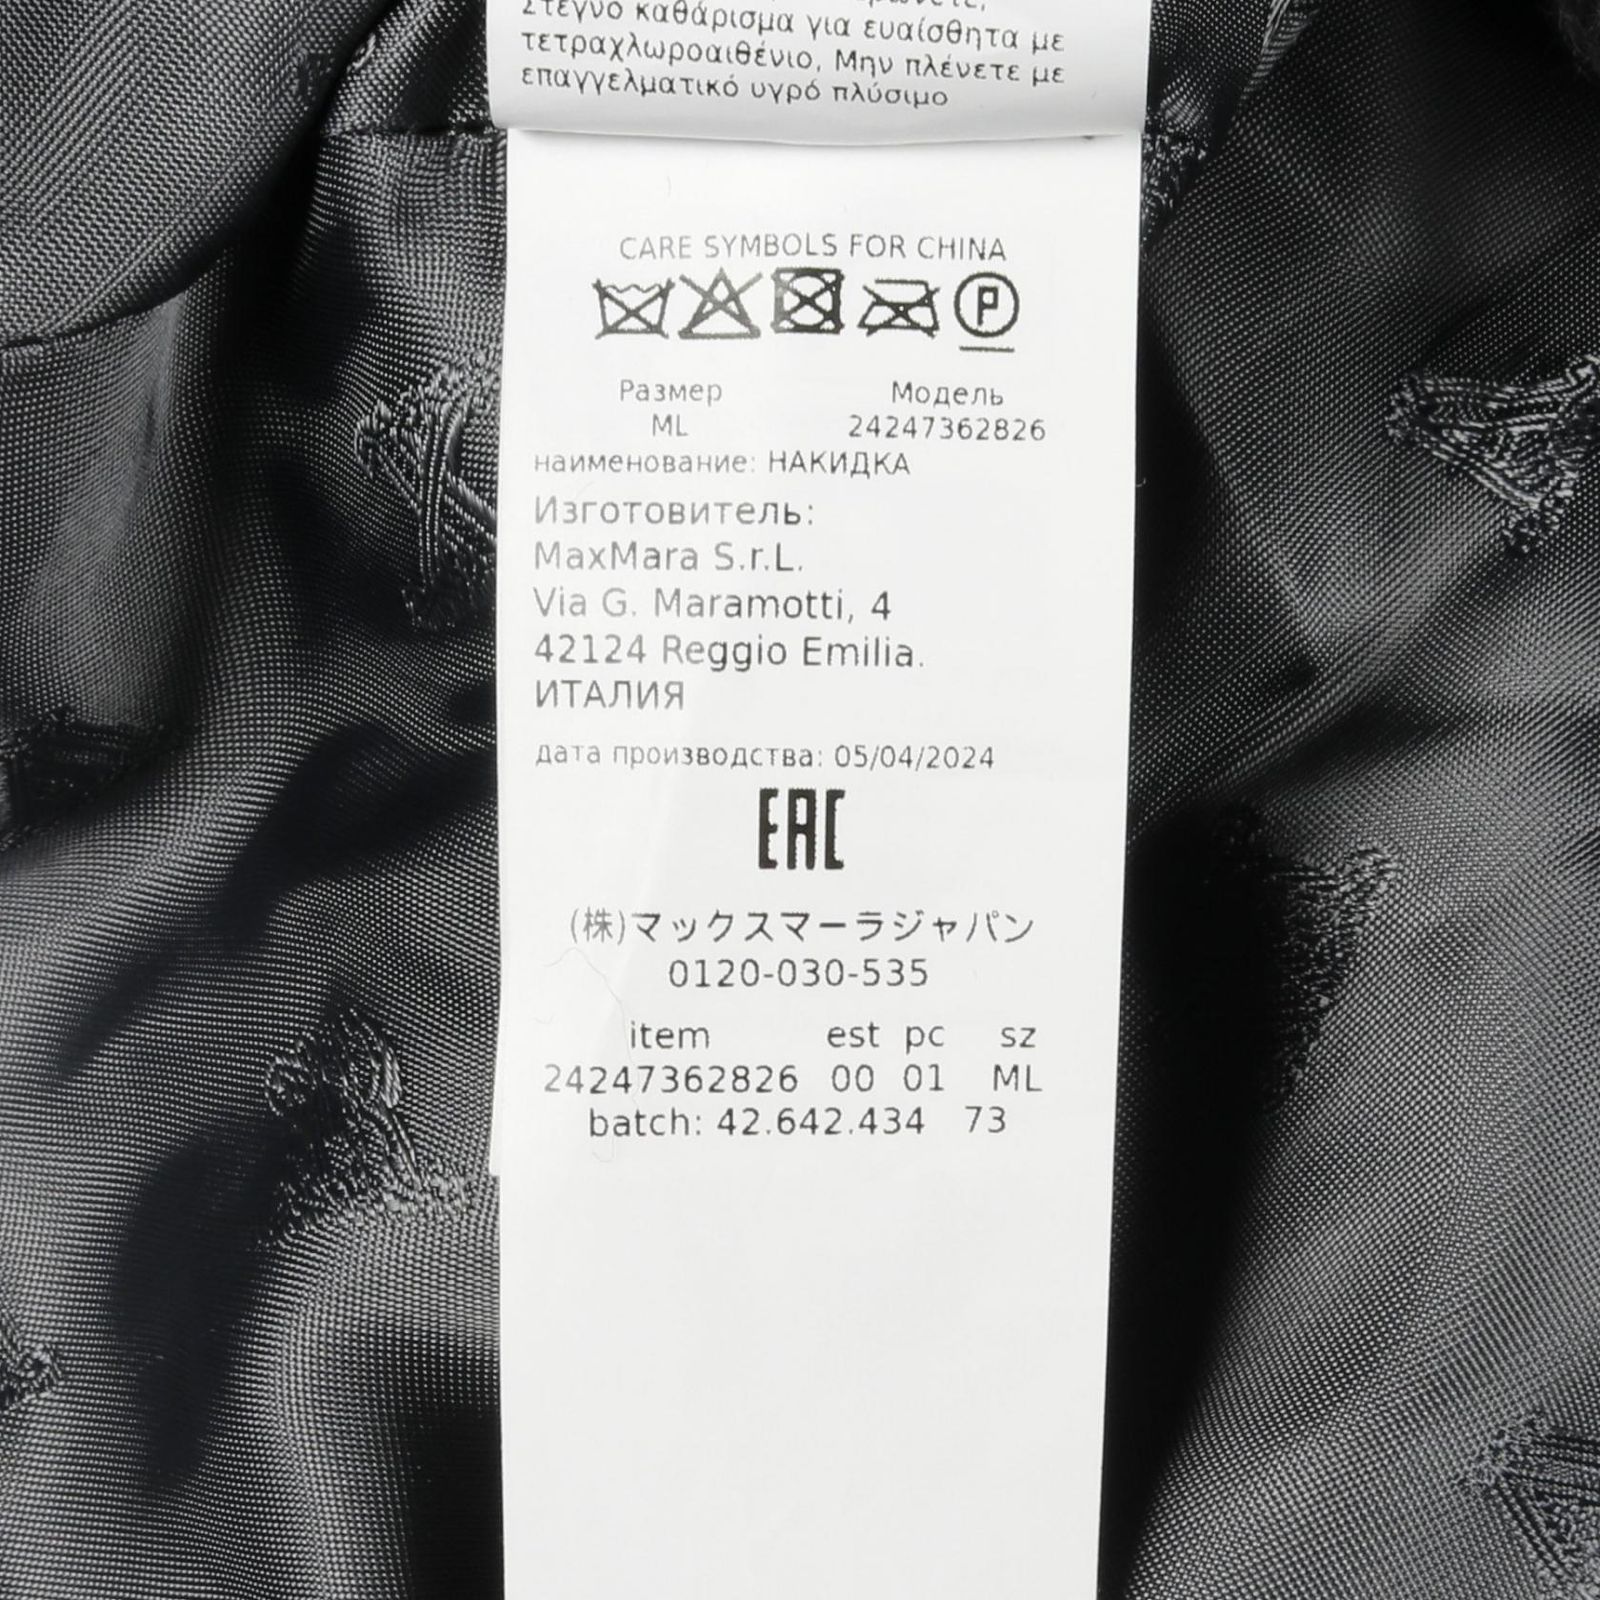 Στεγνό καθάρισμα για ευαίσθητα με
τετραχλωροαιθένιο, Μην πλένετε με
επαγγελματικό υγρό πλύσιμο
CARE SYMBOLS FOR CHINA
P
Размер Модель
ML 24247362826
наименование: НАКИДКА
Изготовитель:
MaxMara S.r.L.
Via G. Maramotti, 4
42124 Reggio Emilia.
ИТАЛИЯ
дата производства: 05/04/2024
EAC
(株)マックスマーラジャパン
0120-030-535
item est pc sz
24247362826 00 01 ML
batch: 42.642.434 73